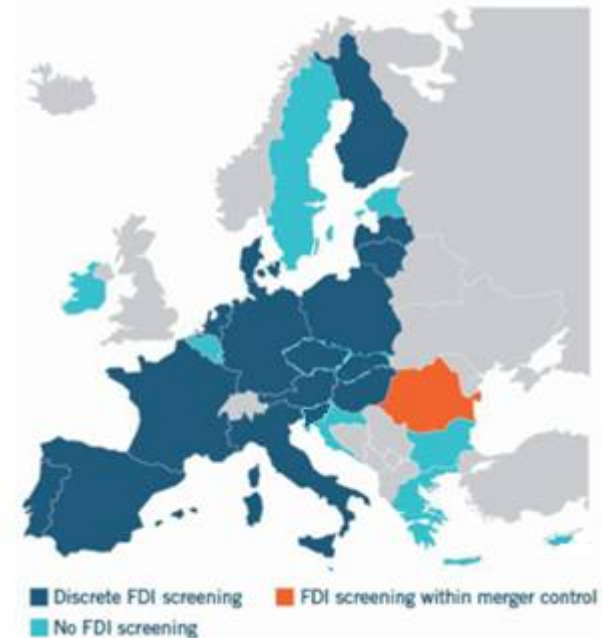 Discrete FDI screening
FDI screening within merger control
No FDI screening